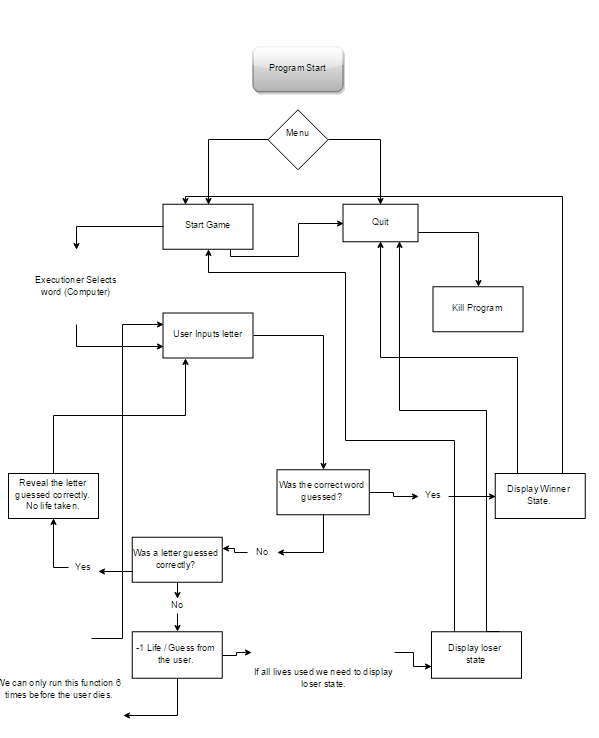 Program Start
Menu
Start Game
Quit
Executioner Selects
word (Computer)
Kill Program
User Inputs letter
Reveal the letter
guessed correctly.
No life taken.
Was the correct word
guessed?
Yes
Display Winner
State.
Was a letter guessed
correctly?
No
Yes
No
-1 Life / Guess from
the user.
Display loser
state
If all lives used we need to display
loser state.
We can only run this function 6
times before the user dies.